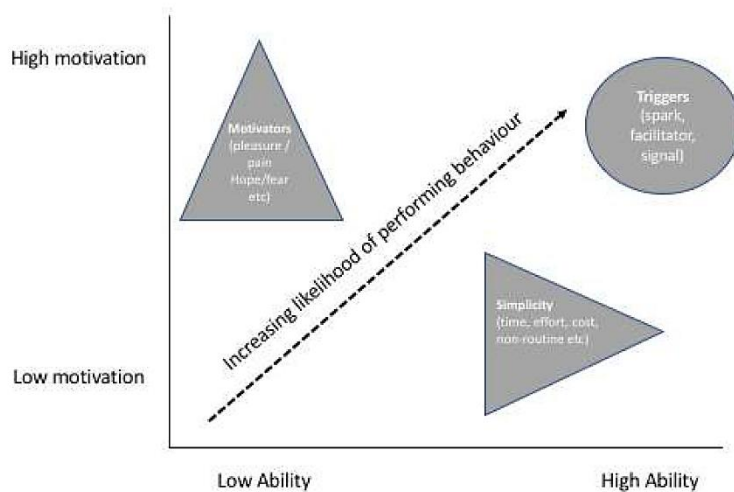 High motivation
Motivators
(pleasure /
pain
Hope/fear
etc)
Increasing likelihood of performing behaviour
Triggers
(spark,
facilitator,
signal)
Simplicity
(time, effort, cost,
non-routine etc)
Low motivation
Low Ability
High Ability